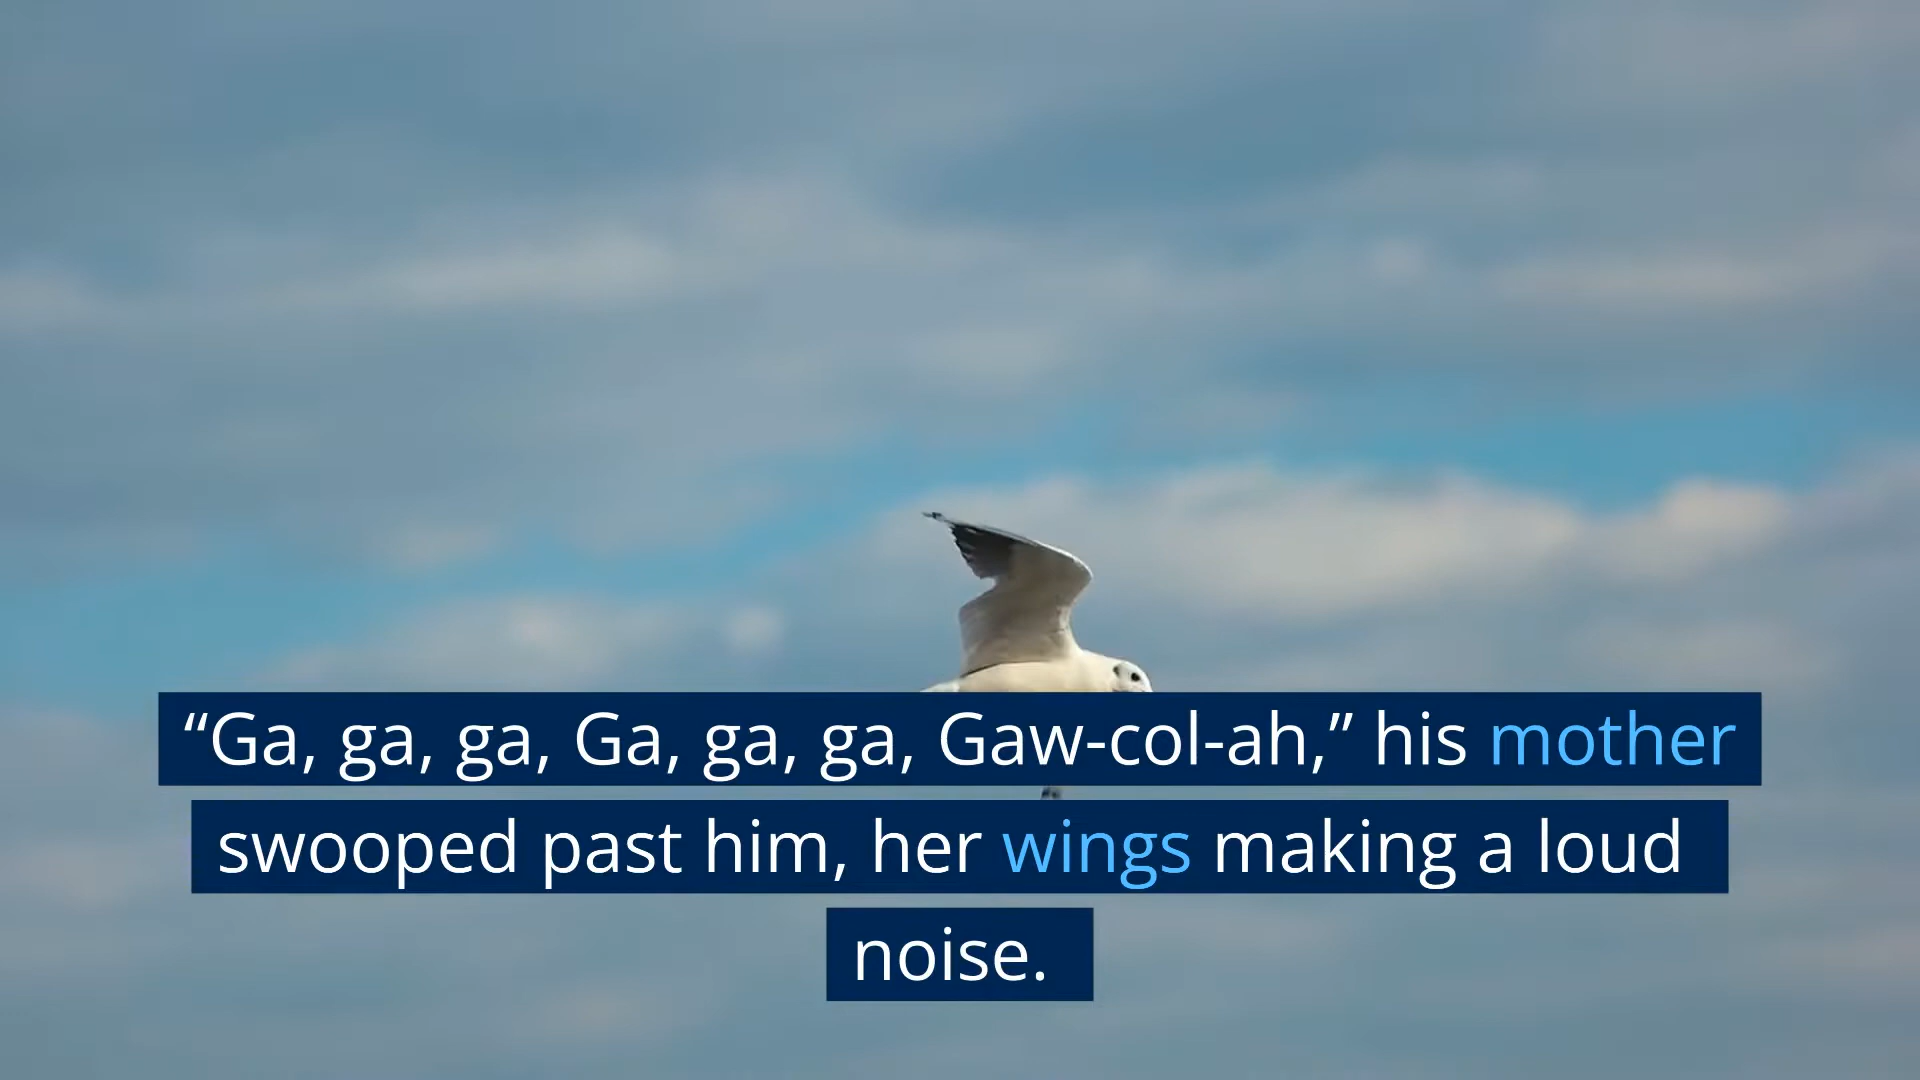 “Ga, ga, ga, Ga, ga, ga, Gaw-col-ah,” his mother
swooped past him, her wings making a loud
noise.